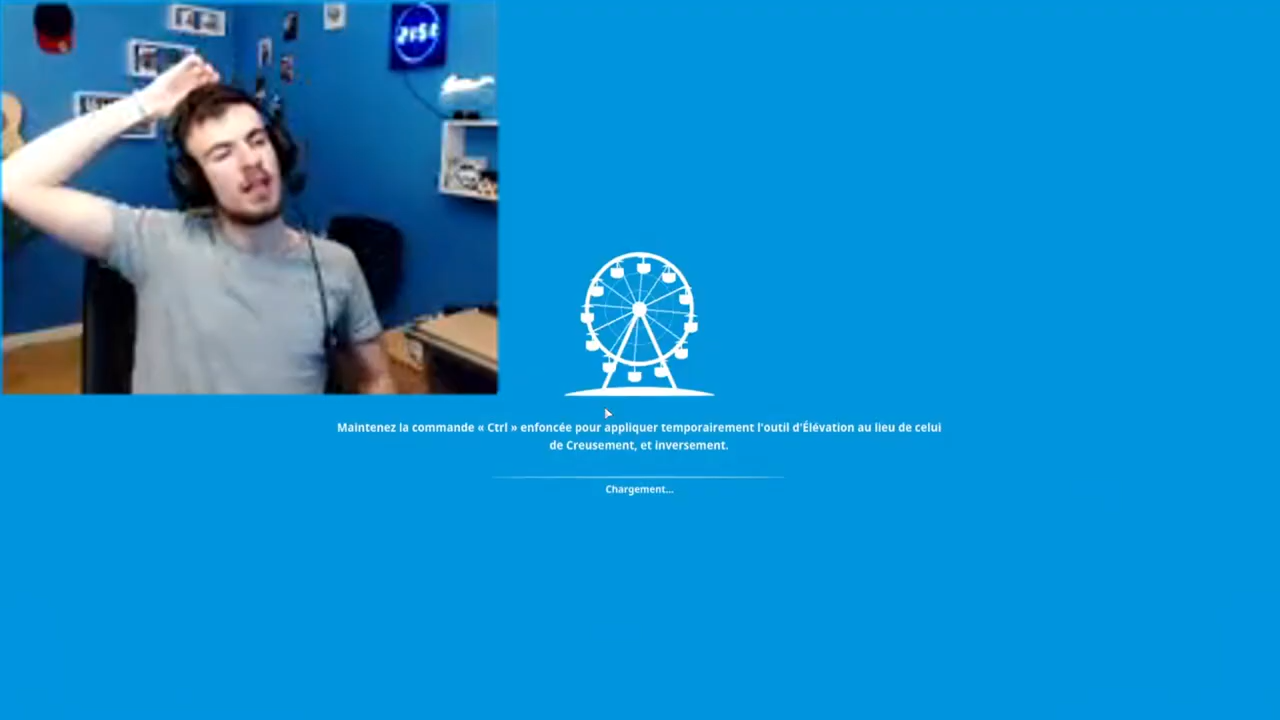 Maintenez la commande « Ctrl » enfoncée pour appliquer temporairement l'outil d'Élévation au lieu de celui
de Creusement, et inversement.
Chargement...